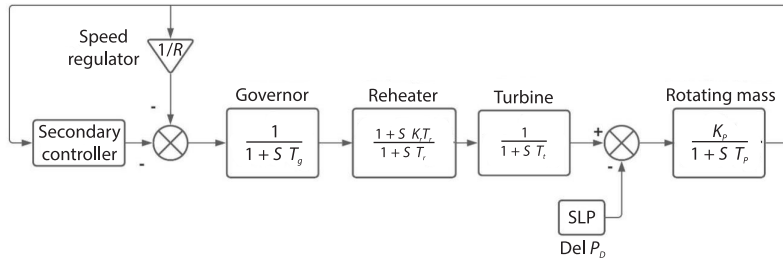 Speed
regulator
1/R
-
Governor
Reheater
Turbine
Rotating mass
Secondary
controller
-
1
1 + S T_g
1 + S K_r T_r
1 + S T_r
1
1 + S T_t
+
-
K_P
1 + S T_P
SLP
Del P_D